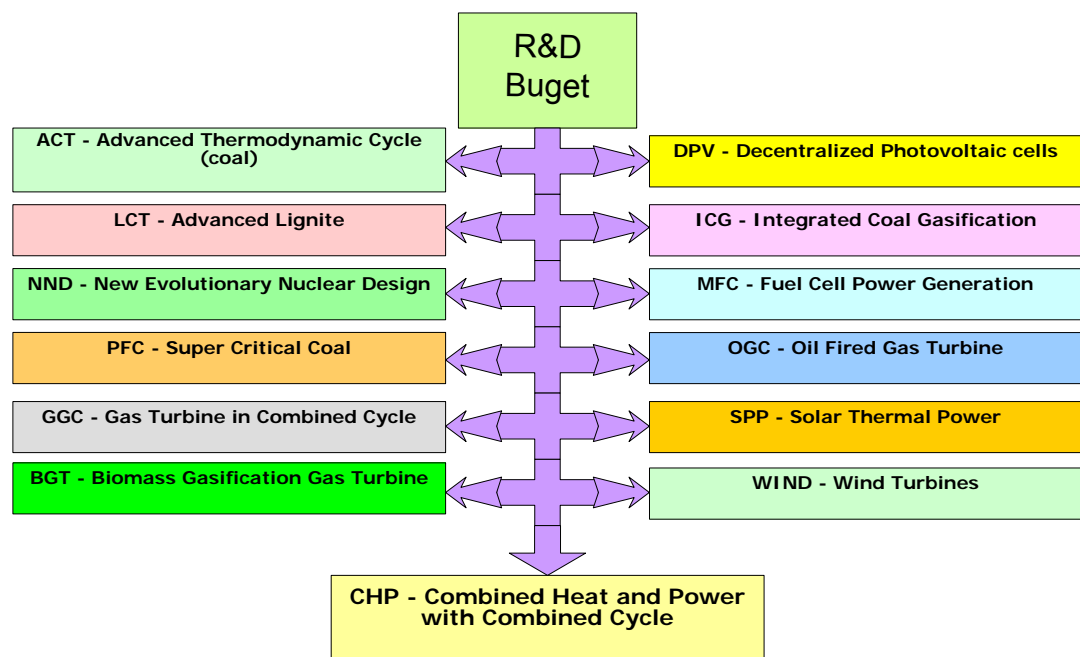 R&D
Buget
ACT - Advanced Thermodynamic Cycle
(coal)
DPV - Decentralized Photovoltaic cells
LCT - Advanced Lignite
ICG - Integrated Coal Gasification
NND - New Evolutionary Nuclear Design
MFC - Fuel Cell Power Generation
PFC - Super Critical Coal
OGC - Oil Fired Gas Turbine
GGC - Gas Turbine in Combined Cycle
SPP - Solar Thermal Power
BGT - Biomass Gasification Gas Turbine
WIND - Wind Turbines
CHP - Combined Heat and Power
with Combined Cycle